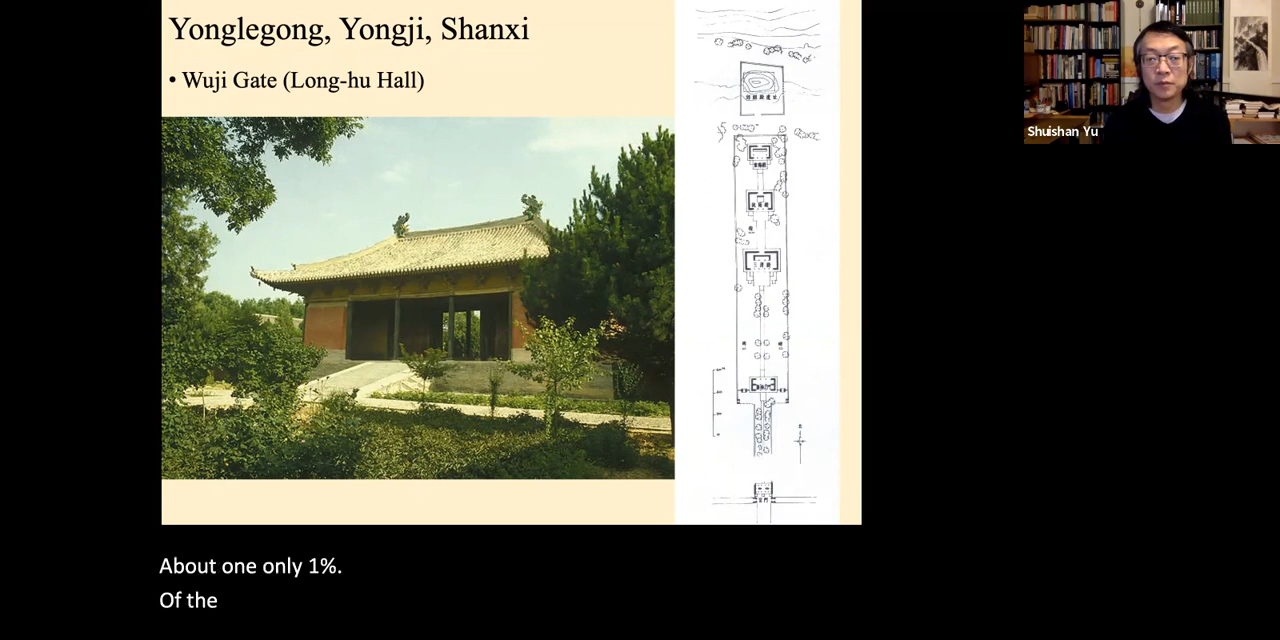 Yonglegong, Yongji, Shanxi
• Wuji Gate (Long-hu Hall)
Shuishan Yu
About one only 1%.
Of the